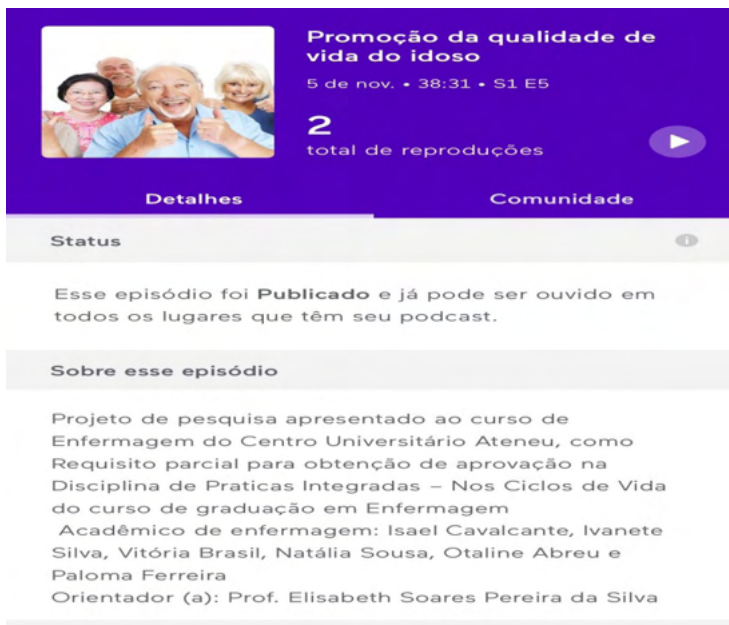 Promoção da qualidade de
vida do idoso
5 de nov. • 38:31 • S1 E5
2
total de reproduções
Detalhes
Comunidade
Status
Esse episódio foi Publicado e já pode ser ouvido em
todos os lugares que têm seu podcast.
Sobre esse episódio
Projeto de pesquisa apresentado ao curso de
Enfermagem do Centro Universitário Ateneu, como
Requisito parcial para obtenção de aprovação na
Disciplina de Praticas Integradas – Nos Ciclos de Vida
do curso de graduação em Enfermagem
Acadêmico de enfermagem: Isael Cavalcante, Ivanete
Silva, Vitória Brasil, Natália Sousa, Otaline Abreu e
Paloma Ferreira
Orientador (a): Prof. Elisabeth Soares Pereira da Silva